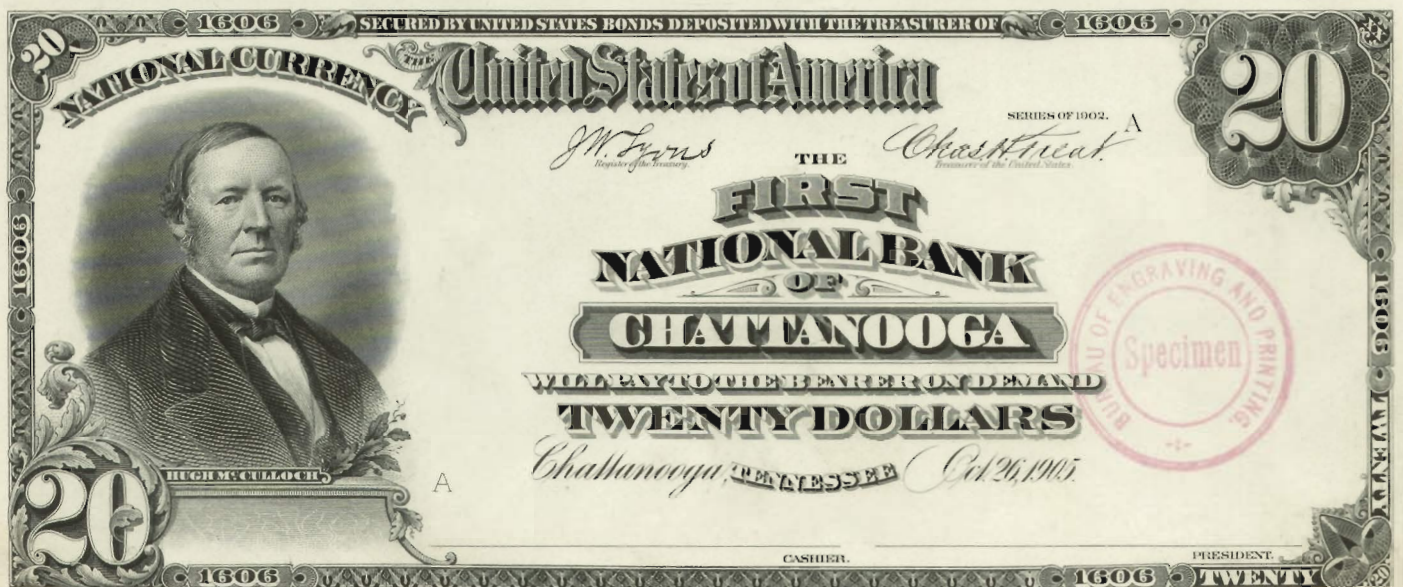 1606 SECURED BY UNITED STATES BONDS DEPOSITED WITH THE TREASURER OF 1606
20
NATIONAL CURRENCY
THE United States of America
20
SERIES OF 1902. A
J W Lyons
Register of the Treasury.
Chas H Treat.
Treasurer of the United States.
THE
FIRST
NATIONAL BANK
OF
CHATTANOOGA
WILL PAY TO THE BEARER ON DEMAND
TWENTY DOLLARS
Chattanooga, TENNESSEE Oct. 26, 1905.
BUREAU OF ENGRAVING AND PRINTING.
Specimen
1606
1606
TWENTY
HUGH McCULLOCH
20
A
CASHIER.
PRESIDENT.
1606
1606 TWENTY